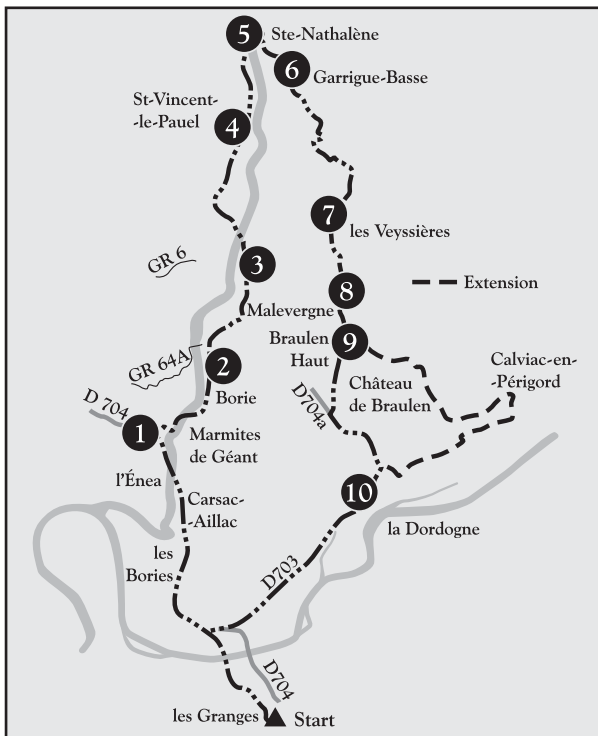 5
Ste-Nathalène
6
Garrigue-Basse
St-Vincent-
-le-Pauel
4
7
les Veyssières
GR 6
3
8
Extension
Malevergne
9
Braulen
Haut
Calviac-en-
-Périgord
GR 64A
2
Borie
Château
de Braulen
D704a
D 704
1
Marmites
de Géant
l'Énea
10
Carsac-
-Aillac
la Dordogne
les
Bories
D703
D704
les Granges
Start